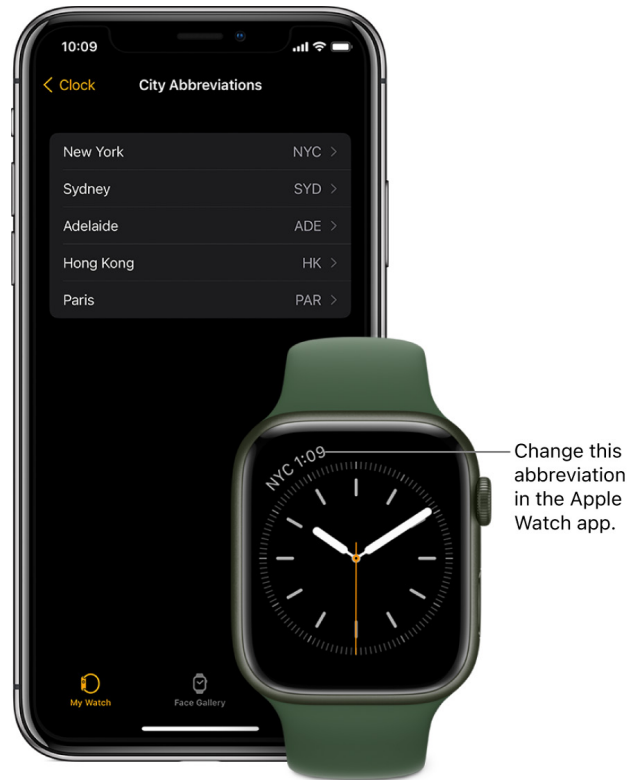 10:09
Clock City Abbreviations
New York NYC
Sydney SYD
Adelaide ADE
Hong Kong HK
Paris PAR
NYC 1:09
Change this
abbreviation
in the Apple
Watch app.
My Watch Face Gallery